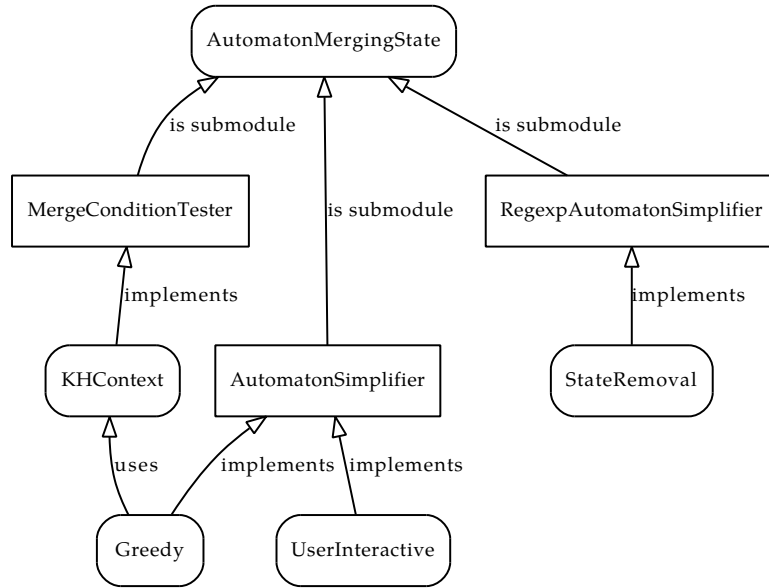 AutomatonMergingState
is submodule
is submodule
MergeConditionTester
is submodule
RegexpAutomatonSimplifier
implements
implements
KHContext
AutomatonSimplifier
StateRemoval
uses
implements
implements
Greedy
UserInteractive